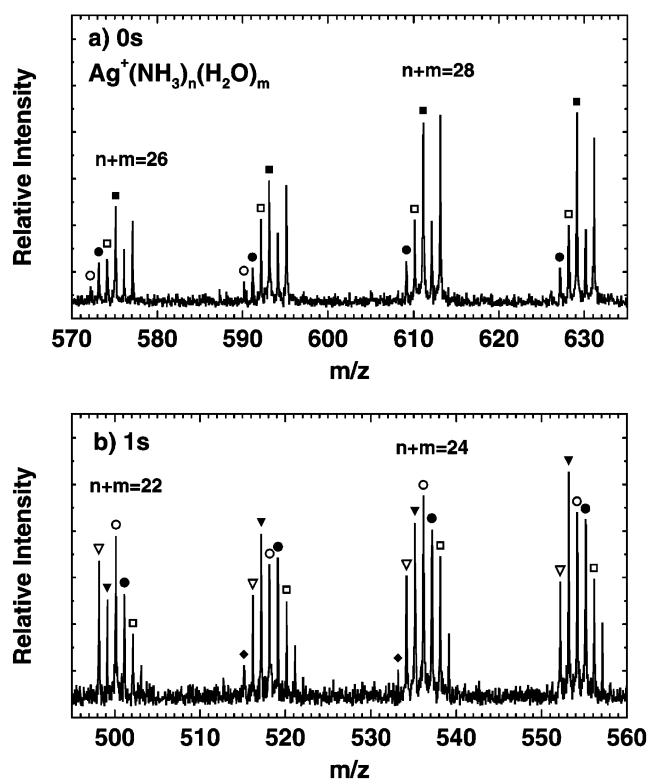 a) 0s
Ag⁺(NH₃)ₙ(H₂O)ₘ
n+m=26
n+m=28
Relative Intensity
570 580 590 600 610 620 630
m/z
b) 1s
n+m=22
n+m=24
Relative Intensity
500 510 520 530 540 550 560
m/z